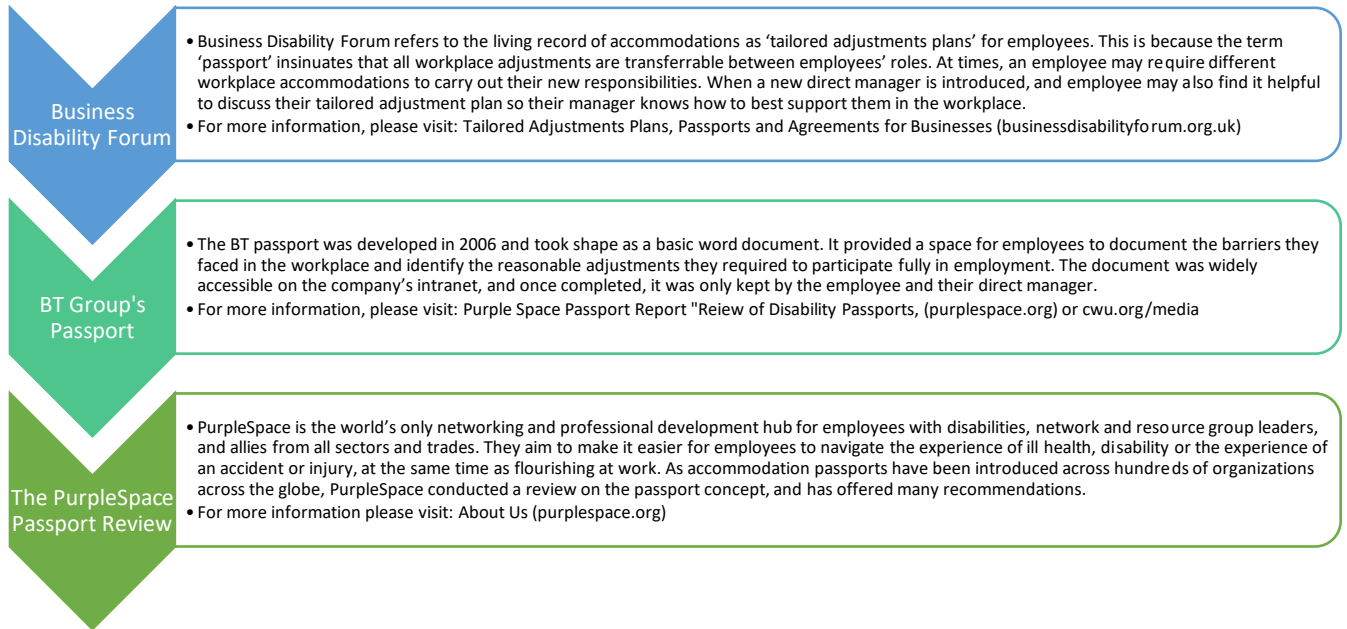 Business
Disability Forum
• Business Disability Forum refers to the living record of accommodations as ‘tailored adjustments plans’ for employees. This is because the term
‘passport’ insinuates that all workplace adjustments are transferrable between employees’ roles. At times, an employee may require different
workplace accommodations to carry out their new responsibilities. When a new direct manager is introduced, and employee may also find it helpful
to discuss their tailored adjustment plan so their manager knows how to best support them in the workplace.
• For more information, please visit: Tailored Adjustments Plans, Passports and Agreements for Businesses (businessdisabilityforum.org.uk)
BT Group's
Passport
• The BT passport was developed in 2006 and took shape as a basic word document. It provided a space for employees to document the barriers they
faced in the workplace and identify the reasonable adjustments they required to participate fully in employment. The document was widely
accessible on the company’s intranet, and once completed, it was only kept by the employee and their direct manager.
• For more information, please visit: Purple Space Passport Report "Reiew of Disability Passports, (purplespace.org) or cwu.org/media
The PurpleSpace
Passport Review
• PurpleSpace is the world’s only networking and professional development hub for employees with disabilities, network and resource group leaders,
and allies from all sectors and trades. They aim to make it easier for employees to navigate the experience of ill health, disability or the experience of
an accident or injury, at the same time as flourishing at work. As accommodation passports have been introduced across hundreds of organizations
across the globe, PurpleSpace conducted a review on the passport concept, and has offered many recommendations.
• For more information please visit: About Us (purplespace.org)